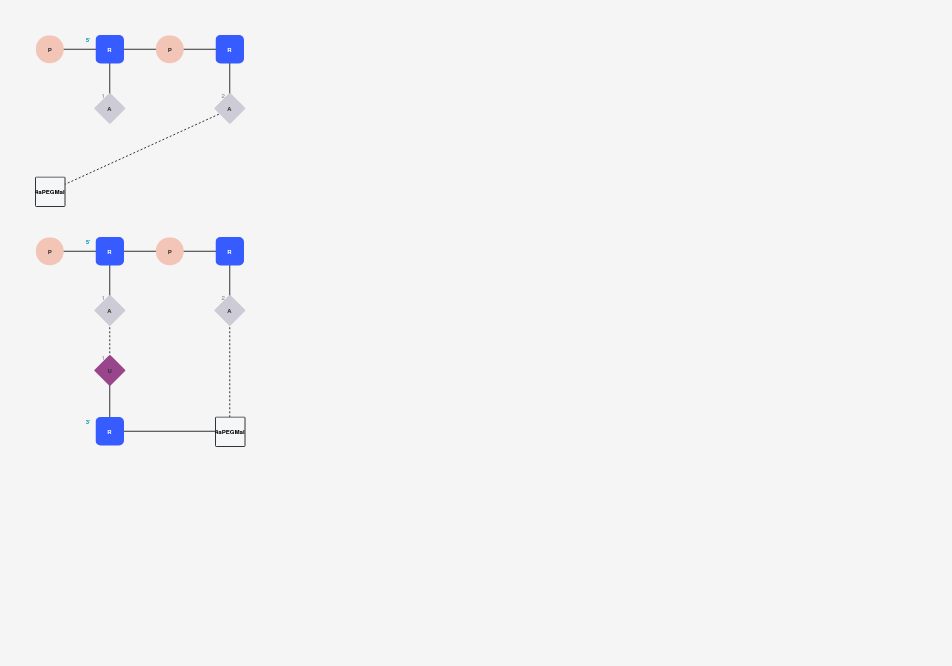 5'
P R P R
1 2
A A
4aPEGMal
5'
P R P R
1 2
A A
1
U
3'
R 4aPEGMal